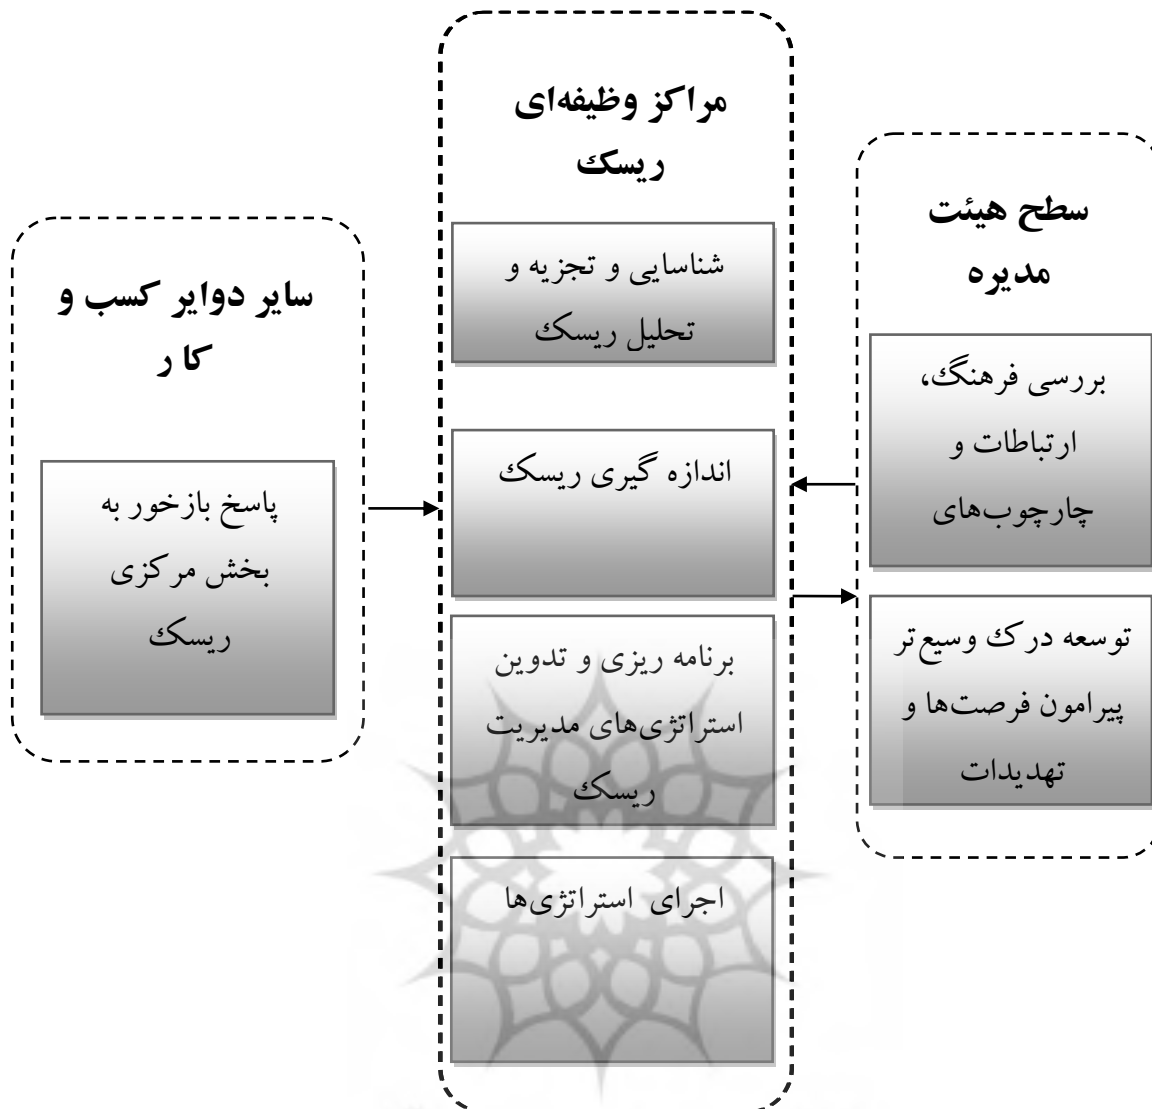 سطح هیئت
مدیره
بررسی فرهنگ،
ارتباطات و
چارچوب‌های
توسعه درک وسیع‌تر
پیرامون فرصت‌ها و
تهدیدات
مراکز وظیفه‌ای
ریسک
شناسایی و تجزیه و
تحلیل ریسک
اندازه گیری ریسک
برنامه ریزی و تدوین
استراتژی‌های مدیریت
ریسک
اجرای استراتژی‌ها
سایر دوایر کسب و
کار
پاسخ بازخور به
بخش مرکزی
ریسک